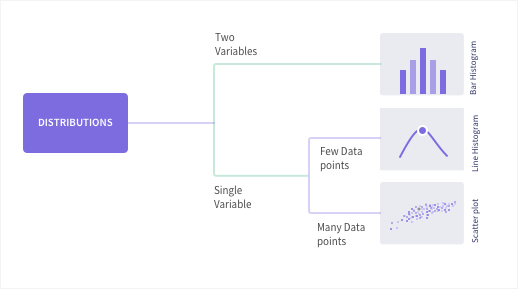 Two
Variables
Bar Histogram
DISTRIBUTIONS
Few Data
points
Line Histogram
Single
Variable
Many Data
points
Scatter plot